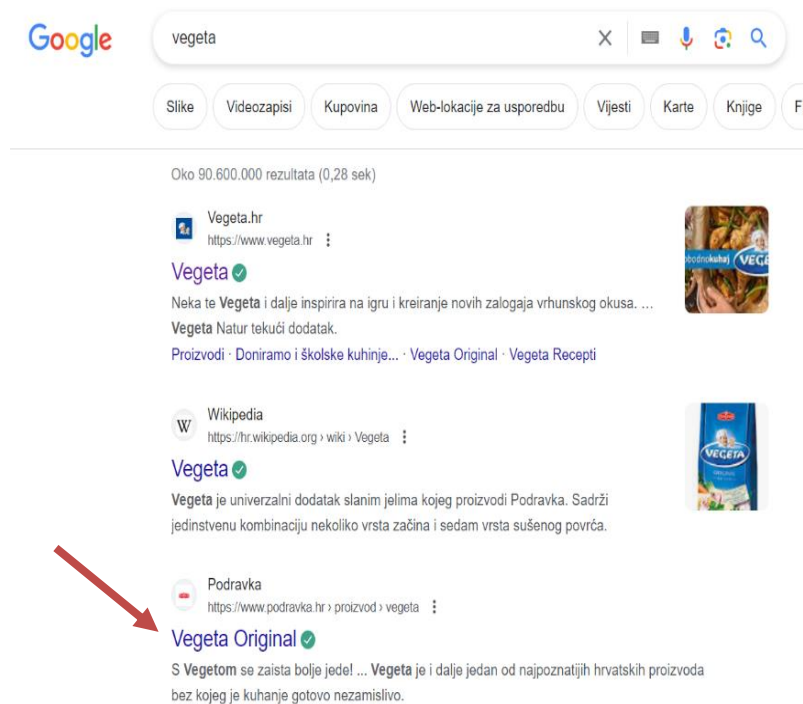 Google
vegeta
Slike Videozapisi Kupovina Web-lokacije za usporedbu Vijesti Karte Knjige F
Oko 90.600.000 rezultata (0,28 sek)
Vegeta.hr
https://www.vegeta.hr
Vegeta
Neka te Vegeta i dalje inspirira na igru i kreiranje novih zalogaja vrhunskog okusa. ...
Vegeta Natur tekući dodatak.
Proizvodi · Doniramo i školske kuhinje... · Vegeta Original · Vegeta Recepti
obodnokuhaj VEGE
W
Wikipedia
https://hr.wikipedia.org › wiki › Vegeta
Vegeta
Vegeta je univerzalni dodatak slanim jelima kojeg proizvodi Podravka. Sadrži
jedinstvenu kombinaciju nekoliko vrsta začina i sedam vrsta sušenog povrća.
VEGETA
ORIGINAL
Podravka
https://www.podravka.hr › proizvod › vegeta
Vegeta Original
S Vegetom se zaista bolje jede! ... Vegeta je i dalje jedan od najpoznatijih hrvatskih proizvoda
bez kojeg je kuhanje gotovo nezamislivo.